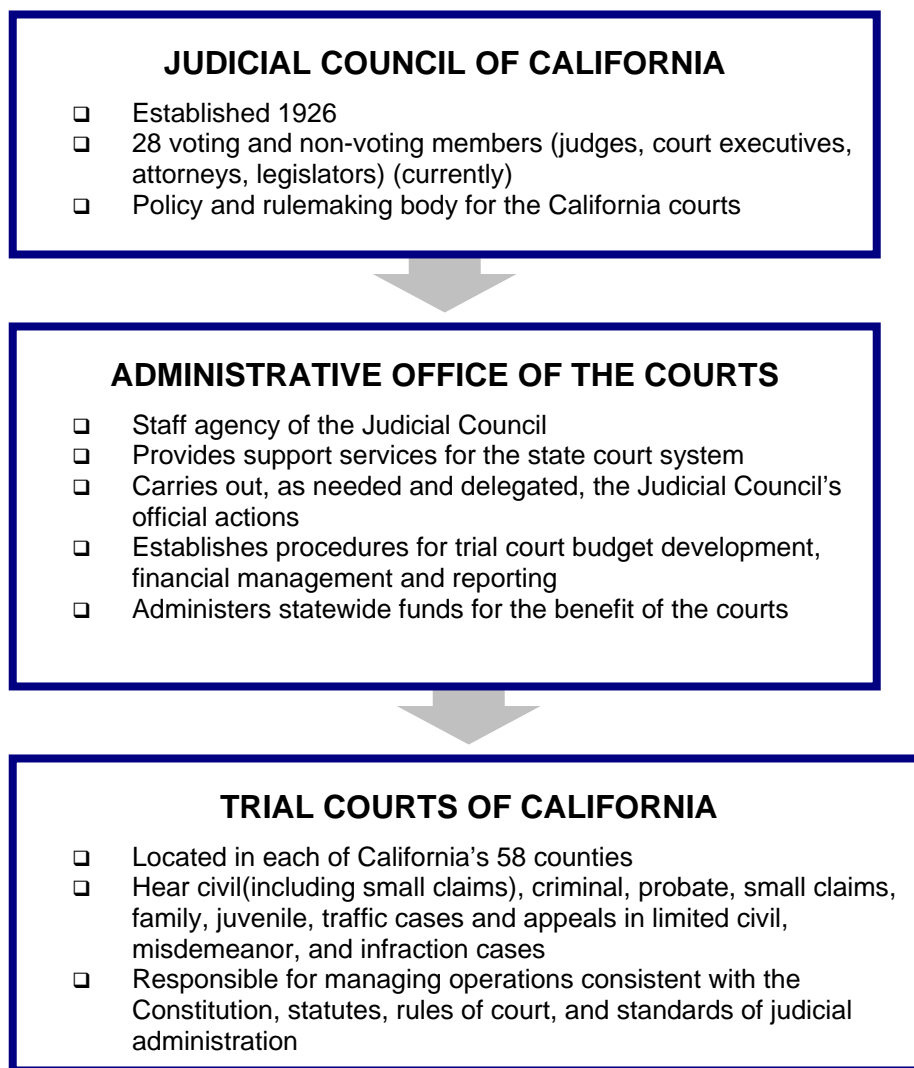 JUDICIAL COUNCIL OF CALIFORNIA
❑ Established 1926
❑ 28 voting and non-voting members (judges, court executives,
attorneys, legislators) (currently)
❑ Policy and rulemaking body for the California courts
ADMINISTRATIVE OFFICE OF THE COURTS
❑ Staff agency of the Judicial Council
❑ Provides support services for the state court system
❑ Carries out, as needed and delegated, the Judicial Council’s
official actions
❑ Establishes procedures for trial court budget development,
financial management and reporting
❑ Administers statewide funds for the benefit of the courts
TRIAL COURTS OF CALIFORNIA
❑ Located in each of California’s 58 counties
❑ Hear civil(including small claims), criminal, probate, small claims,
family, juvenile, traffic cases and appeals in limited civil,
misdemeanor, and infraction cases
❑ Responsible for managing operations consistent with the
Constitution, statutes, rules of court, and standards of judicial
administration